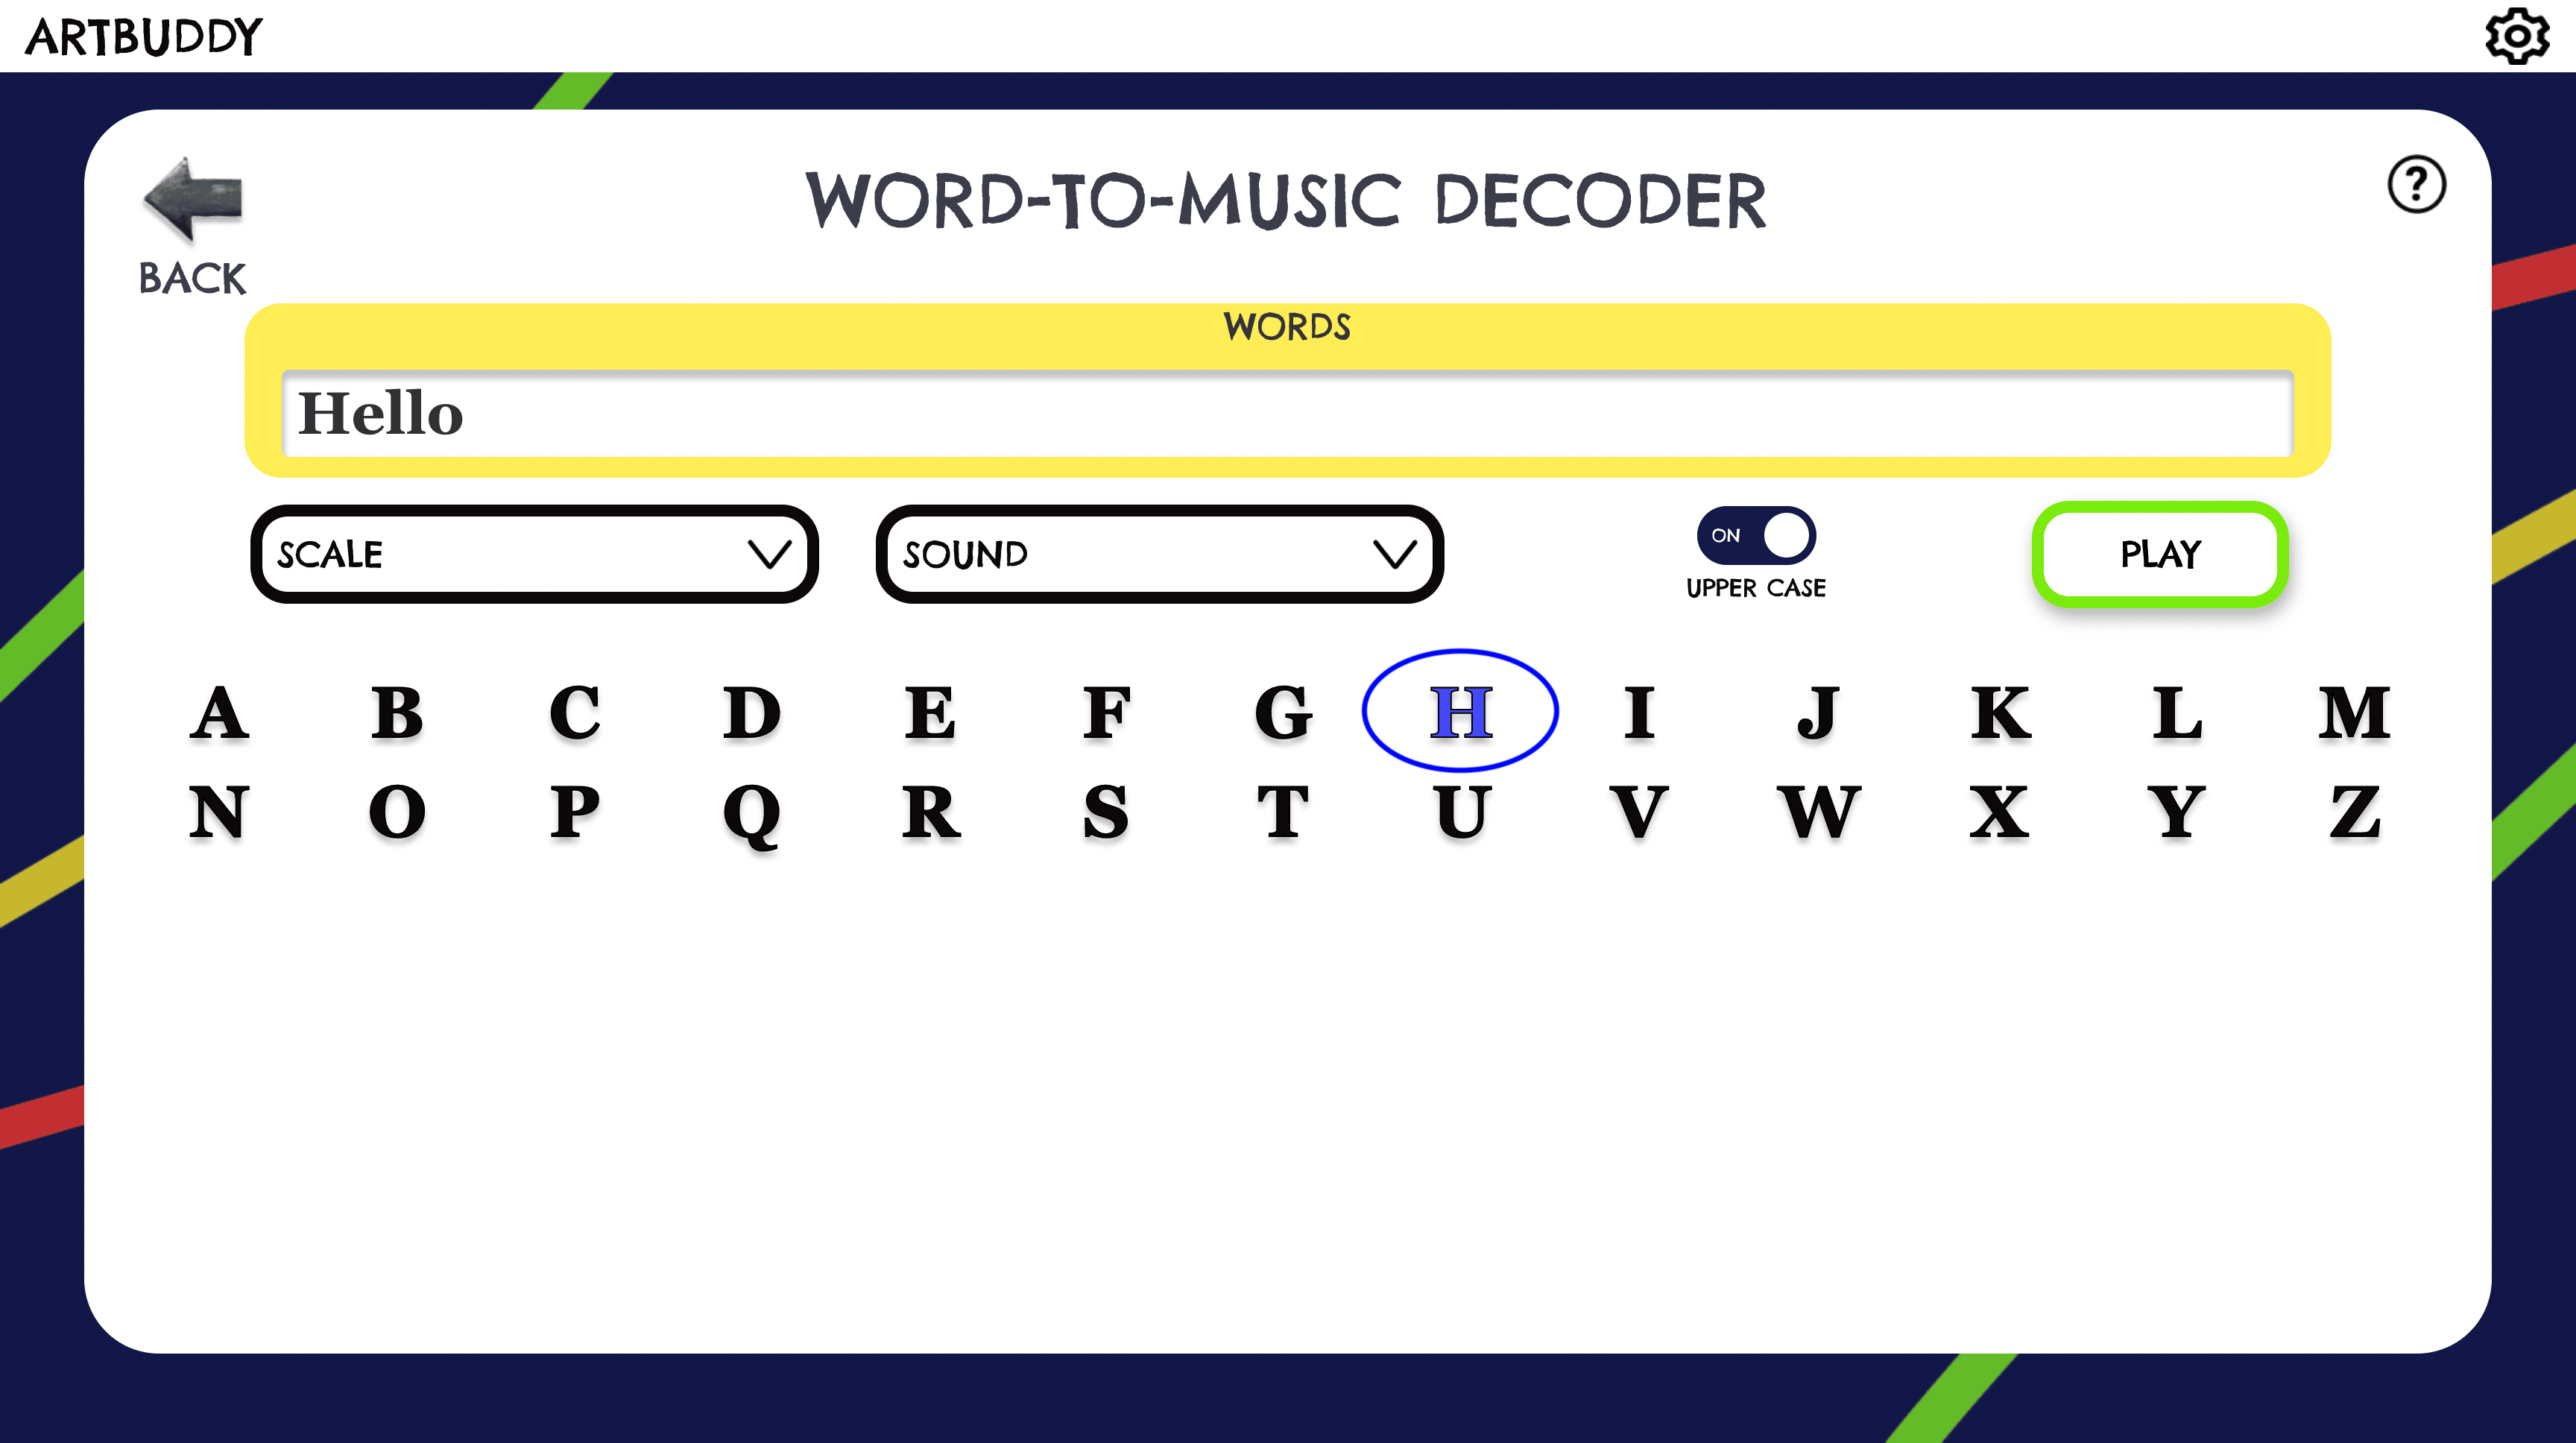 ARTBUDDY
WORD-TO-MUSIC DECODER
?
BACK
WORDS
Hello
SCALE
SOUND
ON
UPPER CASE
PLAY
A B C D E F G H I J K L M
N O P Q R S T U V W X Y Z